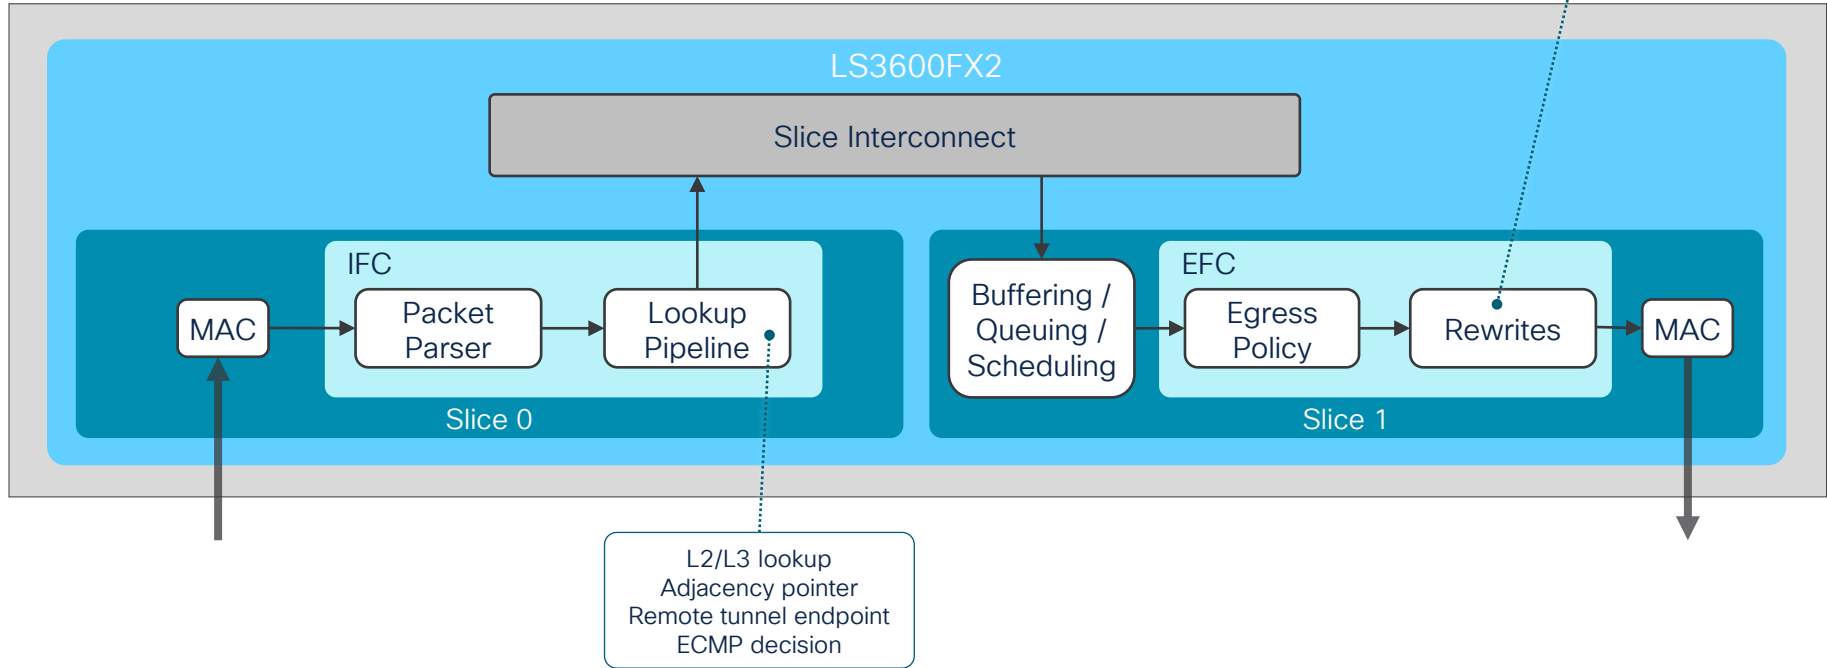 LS3600FX2
Slice Interconnect
IFC
MAC
Packet
Parser
Lookup
Pipeline
Slice 0
Buffering /
Queuing /
Scheduling
EFC
Egress
Policy
Rewrites
MAC
Slice 1
L2/L3 lookup
Adjacency pointer
Remote tunnel endpoint
ECMP decision